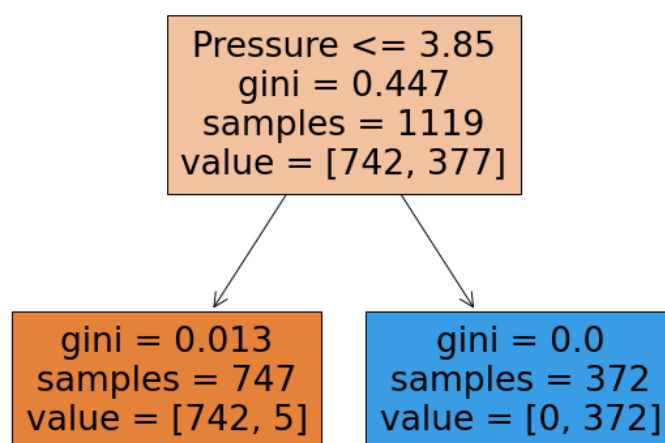 Pressure <= 3.85
gini = 0.447
samples = 1119
value = [742, 377]
gini = 0.013
samples = 747
value = [742, 5]
gini = 0.0
samples = 372
value = [0, 372]